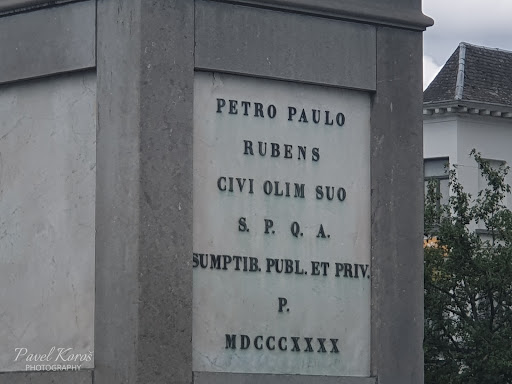 PETRO PAULO
RUBENS
CIVI OLIM SUO
S. P. Q. A.
SUMPTIB. PUBL. ET PRIV.
P.
MDCCCXXXX
Pavel Koroš
PHOTOGRAPHY